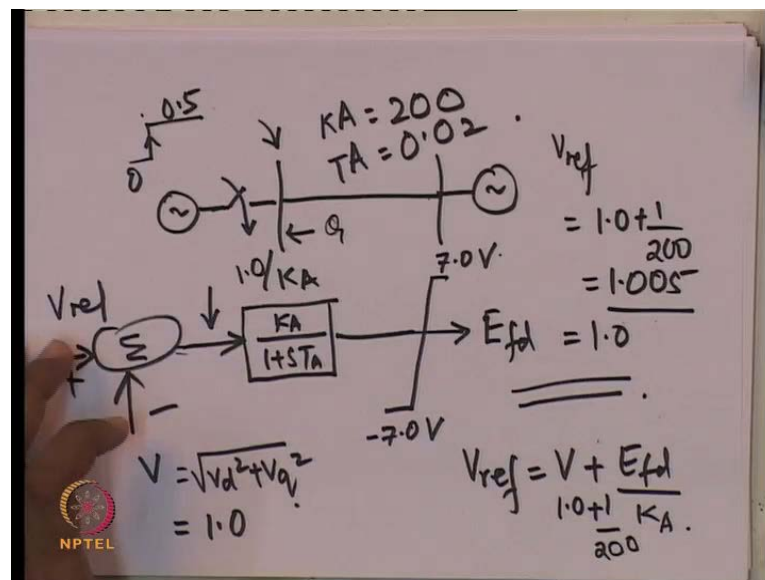 0.5
0
KA = 200
TA = 0.02
Vref
= 1.0 + 1/200
= 1.005
~
~
← Q
1.0/KA
7.0 V.
Vref
+
Σ
−
KA/1+STA
Efd = 1.0
-7.0 V
V = √Vd²+Vq²
= 1.0
Vref = V + Efd/KA.
1.0+1/200
NPTEL